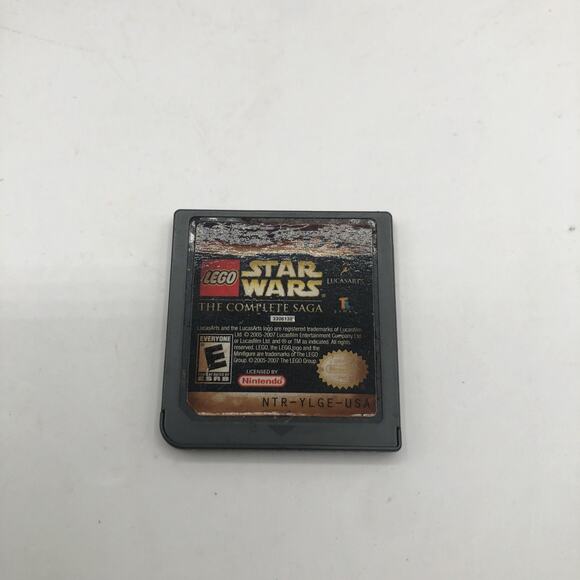 LEGO
STAR
WARS
LUCASARTS
THE COMPLETE SAGA
LucasArts and the LucasArts logo are registered trademarks of Lucasfilm
Ltd. © 2005-2007 Lucasfilm Entertainment Company Ltd.
or Lucasfilm Ltd. and ® or TM as indicated. All rights
reserved. LEGO, the LEGO logo and the
Minifigure are trademarks of The LEGO
Group. © 2005-2007 The LEGO Group.
EVERYONE
E
ESRB
LICENSED BY
Nintendo
NTR-YLGE-USA